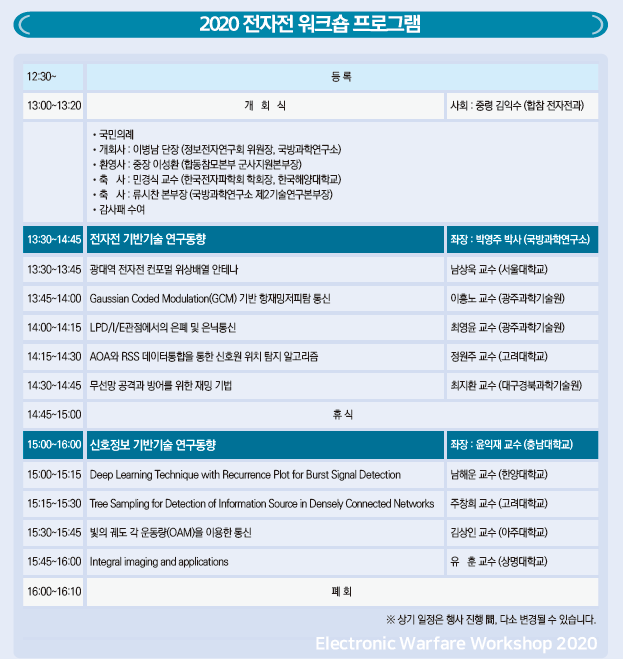 2020 전자전 워크숍 프로그램
12:30~ 등 록
13:00~13:20 개 회 식 사회 : 중령 김익수 (합참 전자전과)
• 국민의례
• 개회사 : 이병남 단장 (정보전자연구회 위원장, 국방과학연구소)
• 환영사 : 중장 이성환 (합동참모본부 군사지원본부장)
• 축 사 : 민경식 교수 (한국전자파학회 학회장, 한국해양대학교)
• 축 사 : 류시찬 본부장 (국방과학연구소 제2기술연구본부장)
• 감사패 수여
13:30~14:45 전자전 기반기술 연구동향 좌장 : 박영주 박사 (국방과학연구소)
13:30~13:45 광대역 전자전 컨포멀 위상배열 안테나 남상욱 교수 (서울대학교)
13:45~14:00 Gaussian Coded Modulation(GCM) 기반 항재밍저피탐 통신 이흥노 교수 (광주과학기술원)
14:00~14:15 LPD/I/E관점에서의 은폐 및 은닉통신 최영윤 교수 (광주과학기술원)
14:15~14:30 AOA와 RSS 데이터통합을 통한 신호원 위치 탐지 알고리즘 정원주 교수 (고려대학교)
14:30~14:45 무선망 공격과 방어를 위한 재밍 기법 최지환 교수 (대구경북과학기술원)
14:45~15:00 휴 식
15:00~16:00 신호정보 기반기술 연구동향 좌장 : 윤익재 교수 (충남대학교)
15:00~15:15 Deep Learning Technique with Recurrence Plot for Burst Signal Detection 남해운 교수 (한양대학교)
15:15~15:30 Tree Sampling for Detection of Information Source in Densely Connected Networks 주창희 교수 (고려대학교)
15:30~15:45 빛의 궤도 각 운동량(OAM)을 이용한 통신 김상인 교수 (아주대학교)
15:45~16:00 Integral imaging and applications 유 훈 교수 (상명대학교)
16:00~16:10 폐 회
※ 상기 일정은 행사 진행 間, 다소 변경될 수 있습니다.
Electronic Warfare Workshop 2020